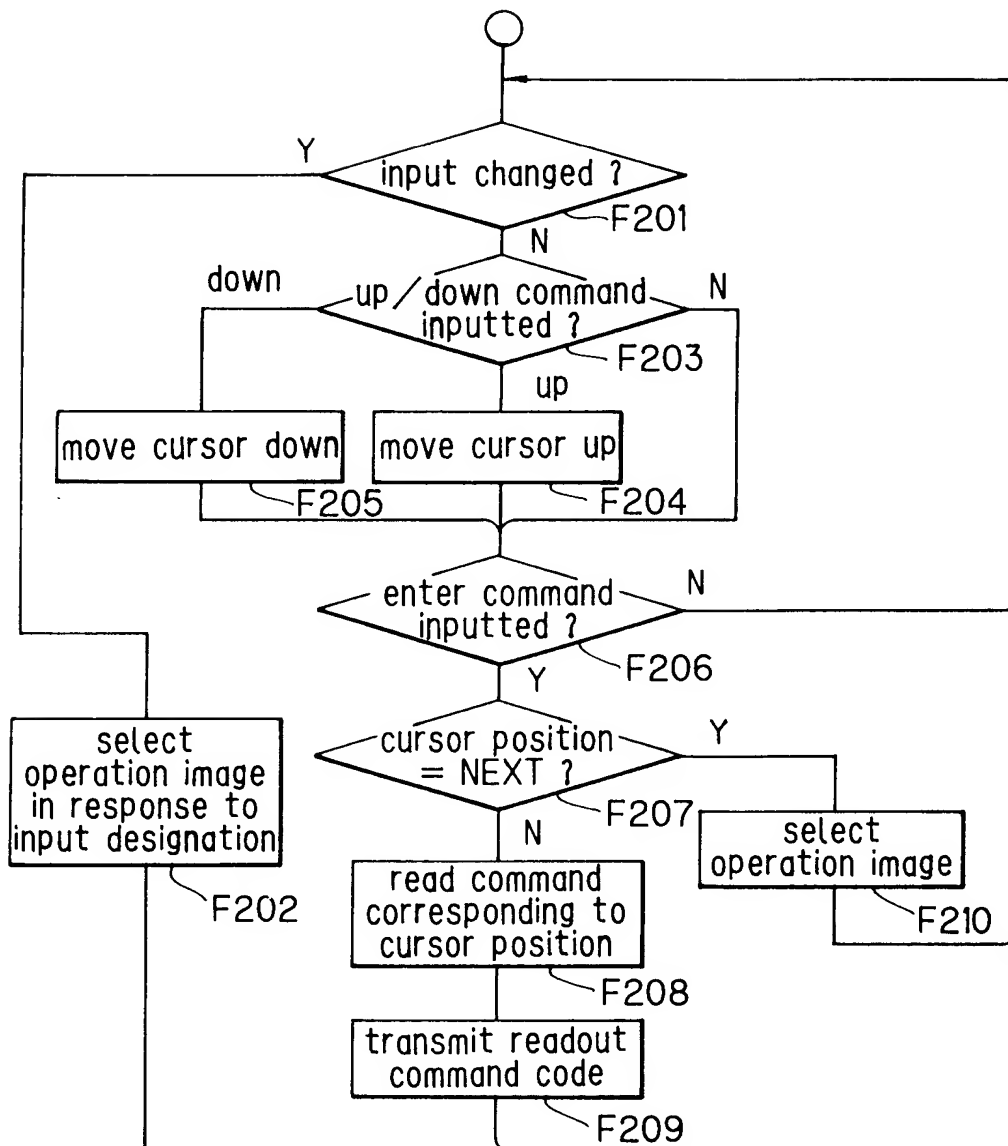 Y
input changed ?
F201
N
down
up / down command
inputted ?
N
F203
up
move cursor down
move cursor up
F205
F204
enter command
inputted ?
N
F206
Y
select
operation image
in response to
input designation
F202
cursor position
= NEXT ?
Y
F207
N
select
operation image
F210
read command
corresponding to
cursor position
F208
transmit readout
command code
F209